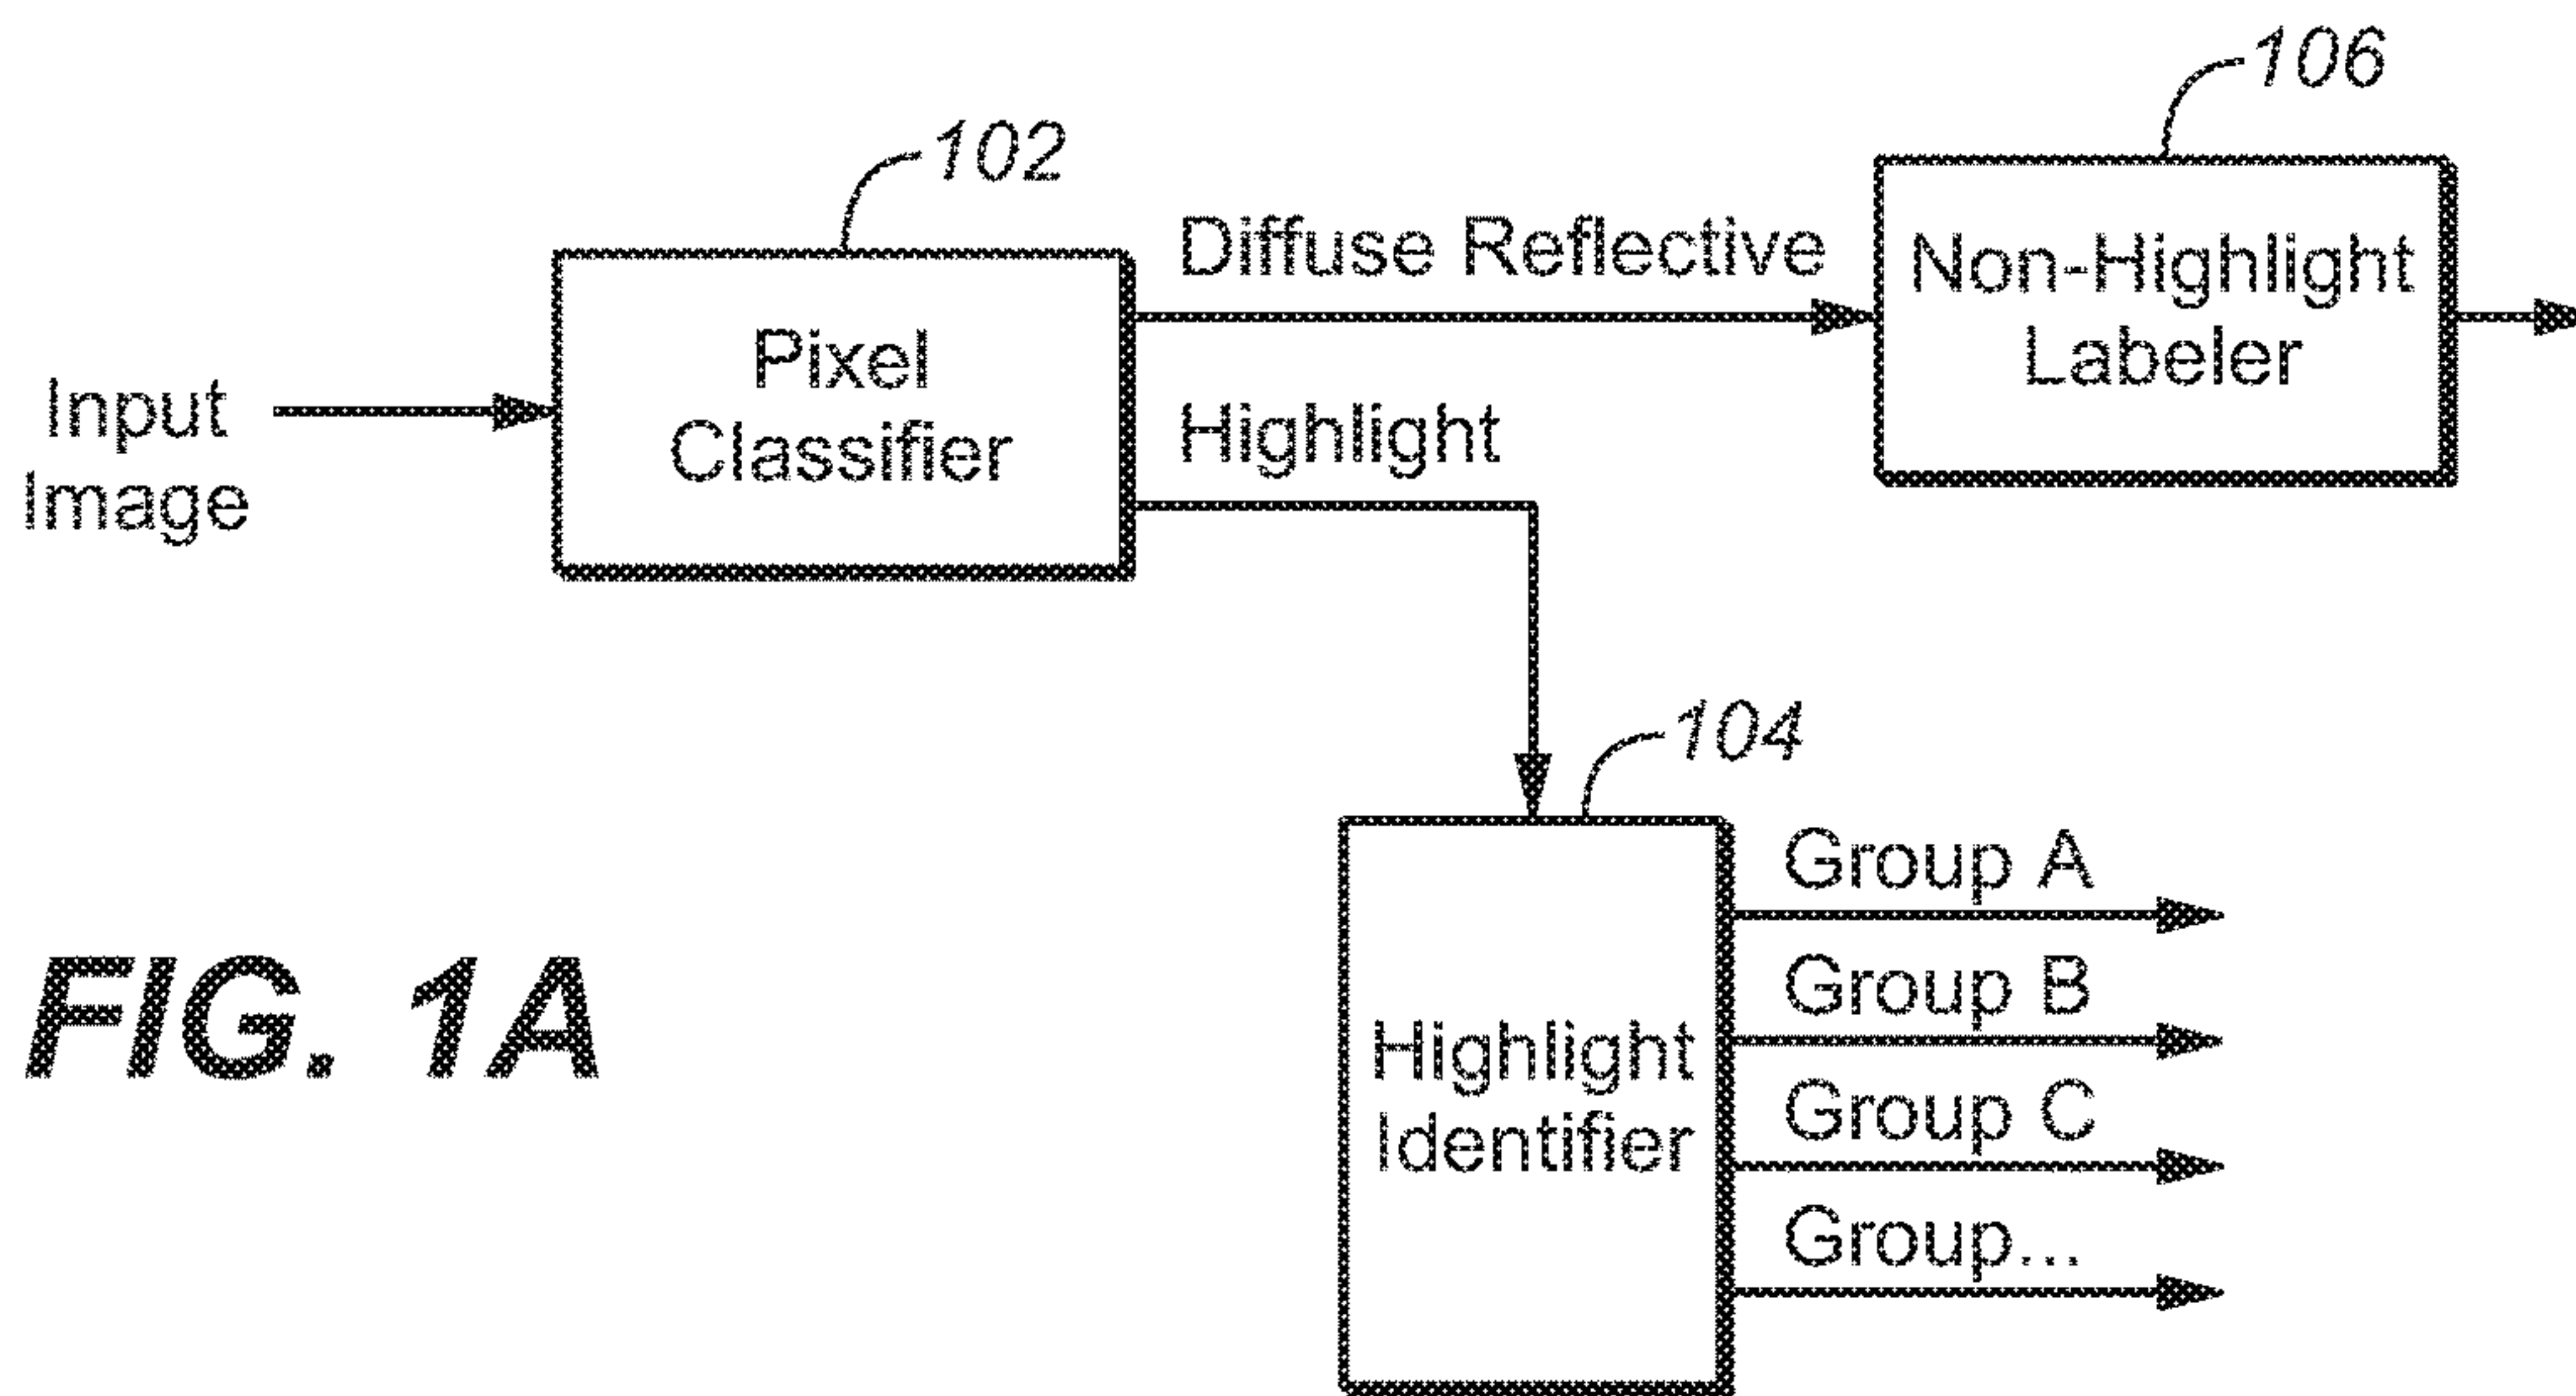 106
102
Diffuse Reflective
Non-Highlight
Labeler
Pixel
Classifier
Input
Image
Highlight
104
Group A
Group B
Group C
Group...
Highlight
Identifier
FIG. 1A